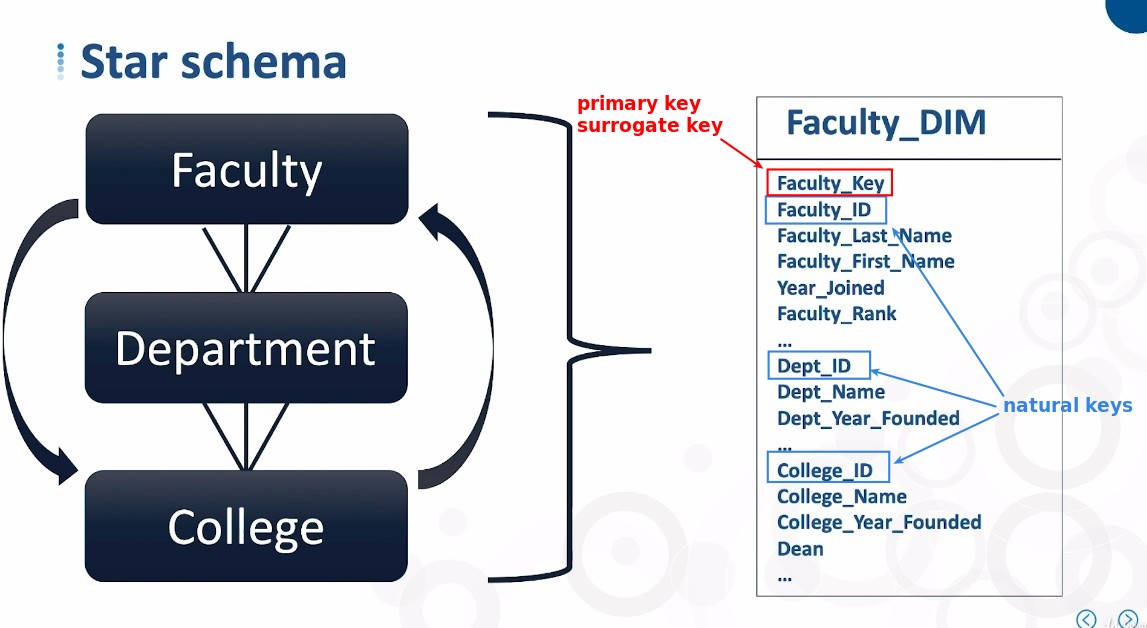 Star schema
Faculty
Department
College
primary key
surrogate key
Faculty_DIM
Faculty_Key
Faculty_ID
Faculty_Last_Name
Faculty_First_Name
Year_Joined
Faculty_Rank
...
Dept_ID
Dept_Name
Dept_Year_Founded
...
College_ID
College_Name
College_Year_Founded
Dean
...
natural keys